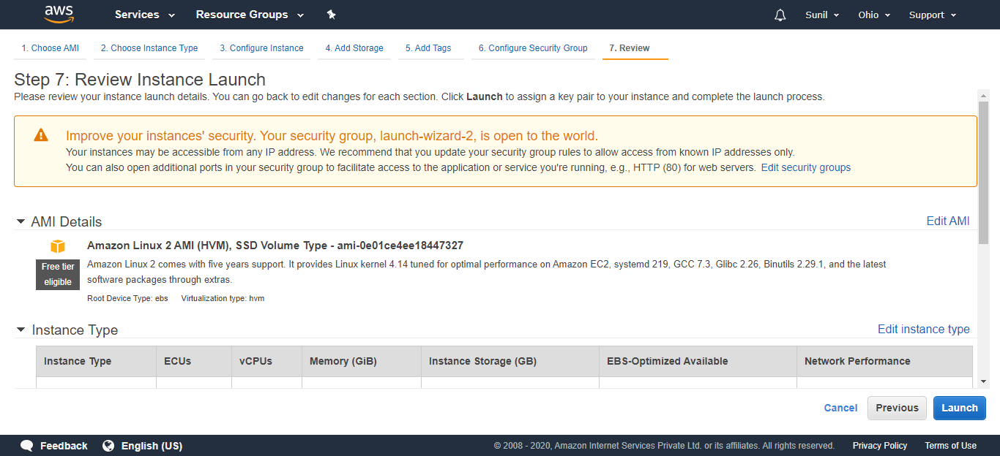 aws Services Resource Groups Sunil Ohio Support
1. Choose AMI 2. Choose Instance Type 3. Configure Instance 4. Add Storage 5. Add Tags 6. Configure Security Group 7. Review
Step 7: Review Instance Launch
Please review your instance launch details. You can go back to edit changes for each section. Click Launch to assign a key pair to your instance and complete the launch process.
Improve your instances' security. Your security group, launch-wizard-2, is open to the world.
Your instances may be accessible from any IP address. We recommend that you update your security group rules to allow access from known IP addresses only.
You can also open additional ports in your security group to facilitate access to the application or service you're running, e.g., HTTP (80) for web servers. Edit security groups
AMI Details Edit AMI
Amazon Linux 2 AMI (HVM), SSD Volume Type - ami-0e01ce4ee18447327
Free tier
eligible
Amazon Linux 2 comes with five years support. It provides Linux kernel 4.14 tuned for optimal performance on Amazon EC2, systemd 219, GCC 7.3, Glibc 2.26, Binutils 2.29.1, and the latest
software packages through extras.
Root Device Type: ebs Virtualization type: hvm
Instance Type Edit instance type
Instance Type ECUs vCPUs Memory (GiB) Instance Storage (GB) EBS-Optimized Available Network Performance
Cancel Previous Launch
Feedback English (US) © 2008 - 2020, Amazon Internet Services Private Ltd. or its affiliates. All rights reserved. Privacy Policy Terms of Use